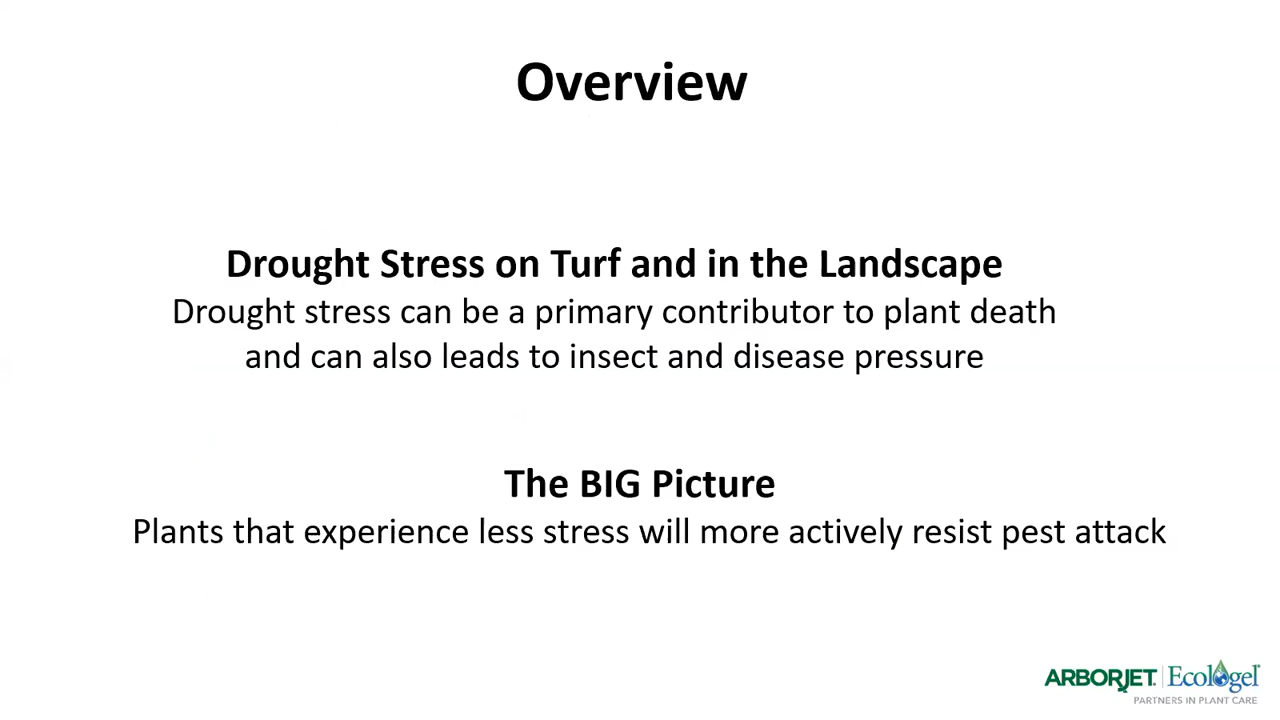 Overview
Drought Stress on Turf and in the Landscape
Drought stress can be a primary contributor to plant death
and can also leads to insect and disease pressure
The BIG Picture
Plants that experience less stress will more actively resist pest attack
ARBORJET Ecologel
PARTNERS IN PLANT CARE